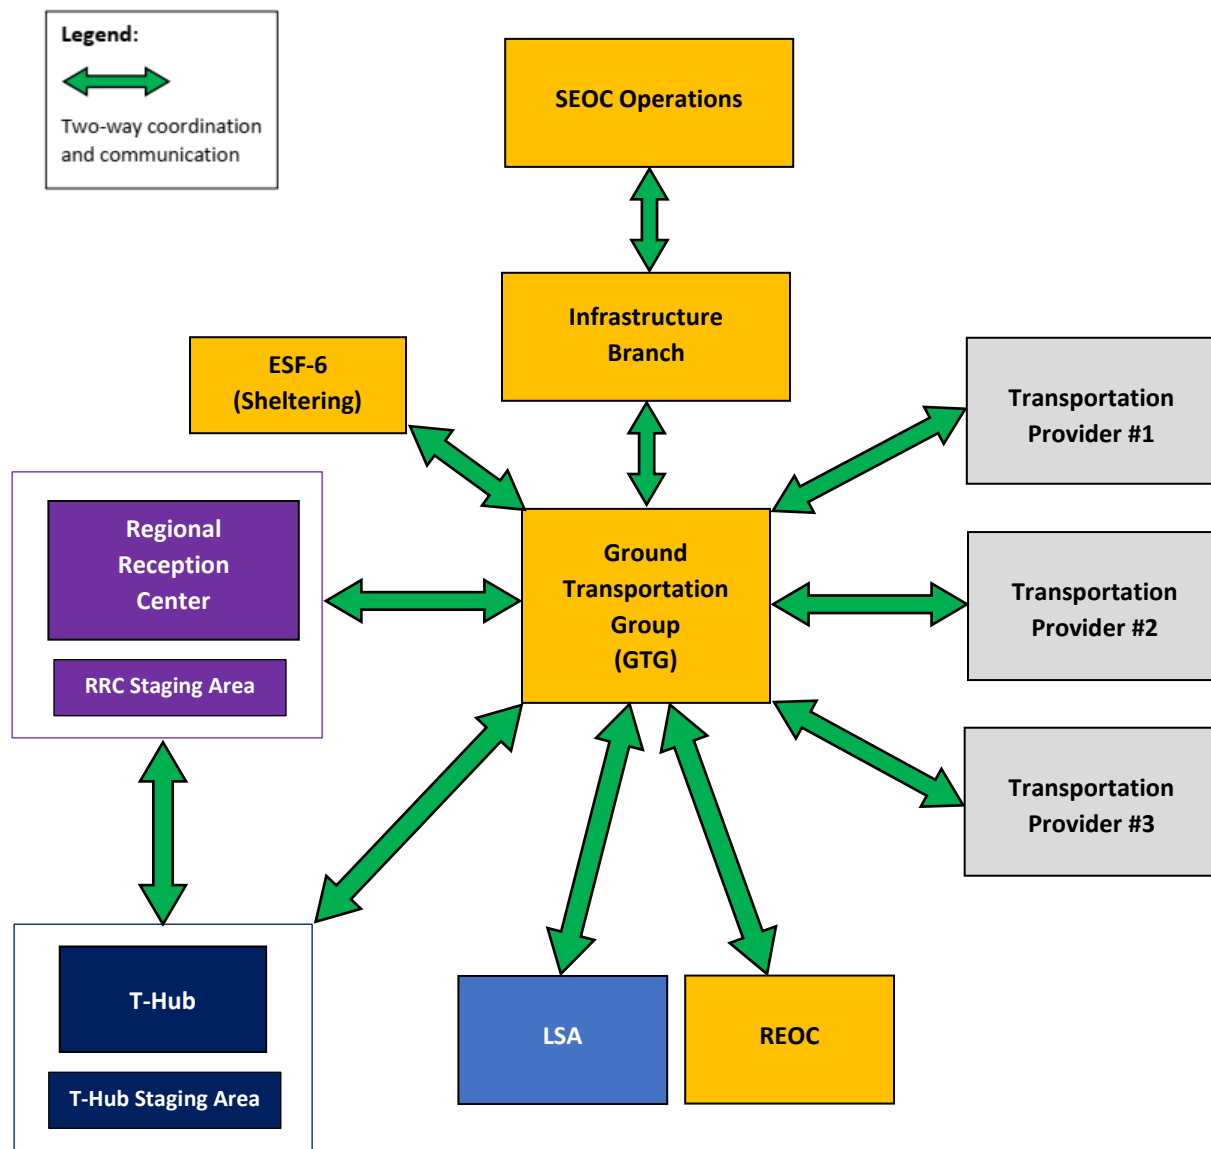 Legend:
Two-way coordination
and communication
SEOC Operations
Infrastructure
Branch
ESF-6
(Sheltering)
Transportation
Provider #1
Regional
Reception
Center
RRC Staging Area
Ground
Transportation
Group
(GTG)
Transportation
Provider #2
Transportation
Provider #3
T-Hub
T-Hub Staging Area
LSA
REOC